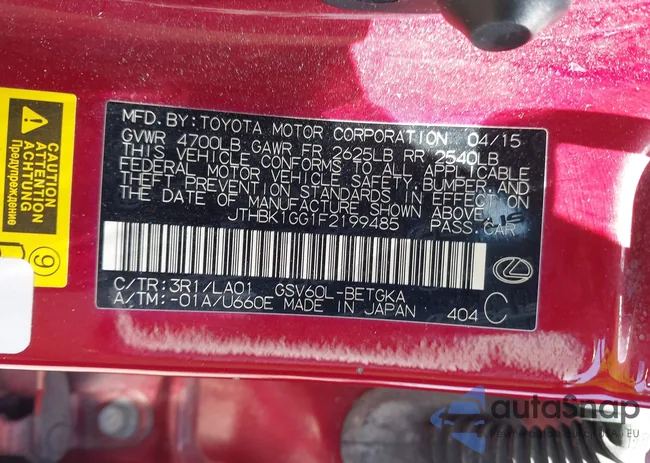 MFD. BY: TOYOTA MOTOR CORPORATION 04/15
GVWR 4700LB GAWR FR 2625LB RR 2540LB
THIS VEHICLE CONFORMS TO ALL APPLICABLE
FEDERAL MOTOR VEHICLE SAFETY, BUMPER, AND
THEFT PREVENTION STANDARDS IN EFFECT ON
THE DATE OF MANUFACTURE SHOWN ABOVE.
JTHBK1GG1F2199485 PASS. CAR
C/TR: 3R1/LA01 GSV60L-BETGKA
A/TM: -01A/U660E MADE IN JAPAN 404 C
CAUTION
ATTENTION
ACHTUNG
Предупреждение
9
autoSnap